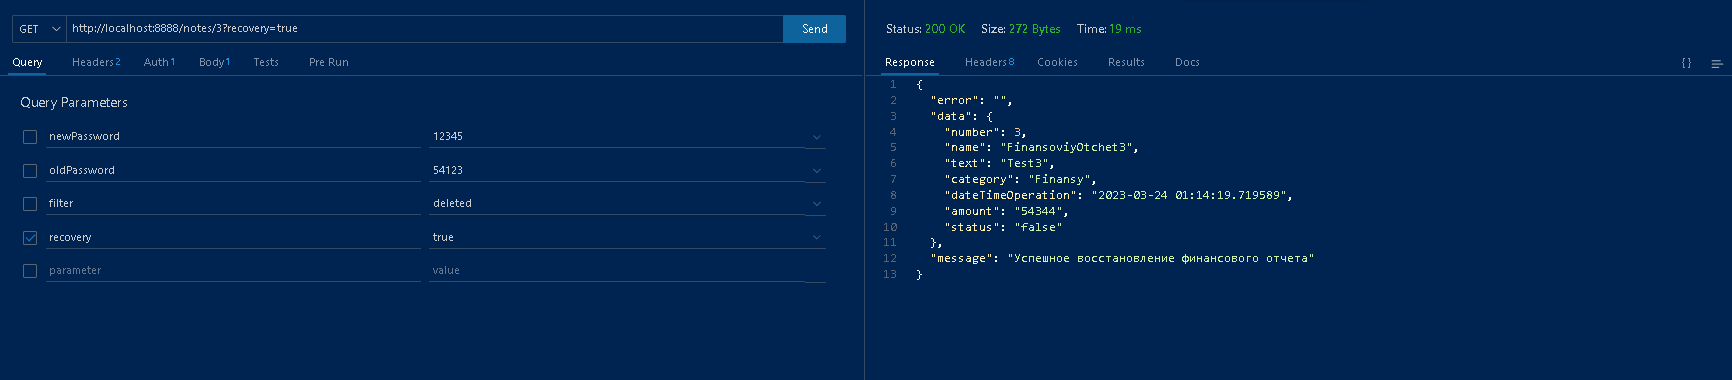 GET http://localhost:8888/notes/3?recovery=true Send
Query Headers2 Auth1 Body1 Tests Pre Run
Query Parameters
newPassword 12345
oldPassword 54123
filter deleted
recovery true
parameter value
Status: 200 OK Size: 272 Bytes Time: 19 ms
Response Headers8 Cookies Results Docs {}
1 {
2 "error": "",
3 "data": {
4 "number": 3,
5 "name": "FinansoviyOtchet3",
6 "text": "Test3",
7 "category": "Finansy",
8 "dateTimeOperation": "2023-03-24 01:14:19.719589",
9 "amount": "54344",
10 "status": "false"
11 },
12 "message": "Успешное восстановление финансового отчета"
13 }